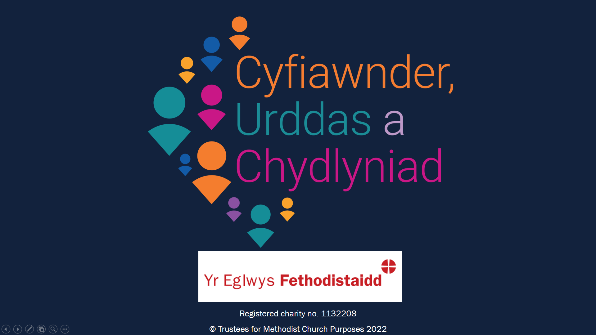 Cyfiawnder,
Urddas a
Chydlyniad
Yr Eglwys Fethodistaidd
Registered charity no. 1132208
© Trustees for Methodist Church Purposes 2022